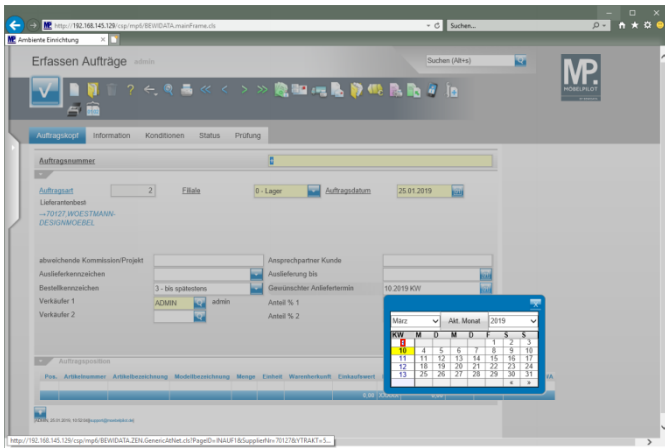 http://192.168.145.129/csp/mp6/BEWIDATA.mainFrame.cls
Suchen...
Ambiente Einrichtung
Erfassen Aufträge admin
Suchen (Alt+s)
MP.
MÖBELPILOT
Auftragskopf Information Konditionen Status Prüfung
Auftragsnummer
Auftragsart 2 Filiale 0 - Lager Auftragsdatum 25.01.2019
Lieferantenbest
→70127,WOESTMANN-
DESIGNMOEBEL
abweichende Kommission/Projekt Ansprechpartner Kunde
Auslieferkennzeichen Auslieferung bis
Bestellkennzeichen 3 - bis spätestens Gewünschter Anliefertermin 10.2019 KW
Verkäufer 1 ADMIN admin Anteil % 1
Verkäufer 2 Anteil % 2
März Akt. Monat 2019
KW M D M D F S S
1 2 3
10 4 5 6 7 8 9 10
11 11 12 13 14 15 16 17
12 18 19 20 21 22 23 24
13 25 26 27 28 29 30 31
« »
Auftragsposition
Pos. Artikelnummer Artikelbezeichnung Modellbezeichnung Menge Einheit Warenherkunft Einkaufswert
0,00
http://192.168.145.129/csp/mp6/BEWIDATA.ZEN.GenericAtNet.cls?PageID=INAUF1&SupplierNr=70127&YTRAKT=5...